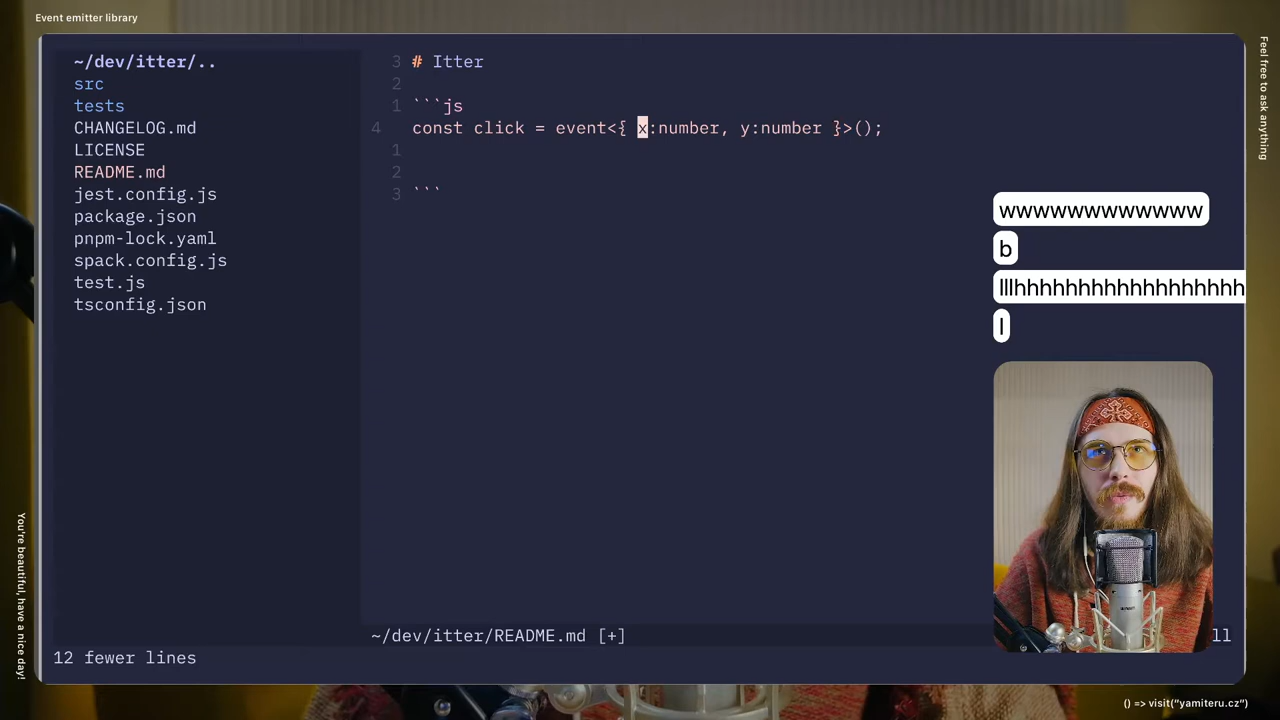 Event emitter library
~/dev/itter/..
src
tests
CHANGELOG.md
LICENSE
README.md
jest.config.js
package.json
pnpm-lock.yaml
spack.config.js
test.js
tsconfig.json
3 # Itter
2
1 ```js
4 const click = event<{ x:number, y:number }>();
1
2
3 ```
wwwwwwwwwwww
b
lllhhhhhhhhhhhhhhhhhhh
l
~/dev/itter/README.md [+]
ll
12 fewer lines
Feel free to ask anything
You're beautiful, have a nice day!
() => visit("yamiteru.cz")